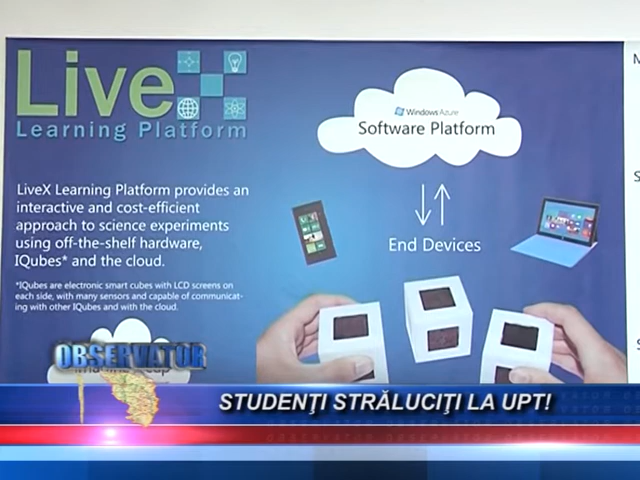 LiveX
Learning Platform
Windows Azure
Software Platform
LiveX Learning Platform provides an
interactive and cost-efficient
approach to science experiments
using off-the-shelf hardware,
IQubes* and the cloud.
End Devices
*IQubes are electronic smart cubes with LCD screens on
each side, with many sensors and capable of communicat-
ing with other IQubes and with the cloud.
OBSERVATOR
STUDENŢI STRĂLUCIŢI LA UPT!